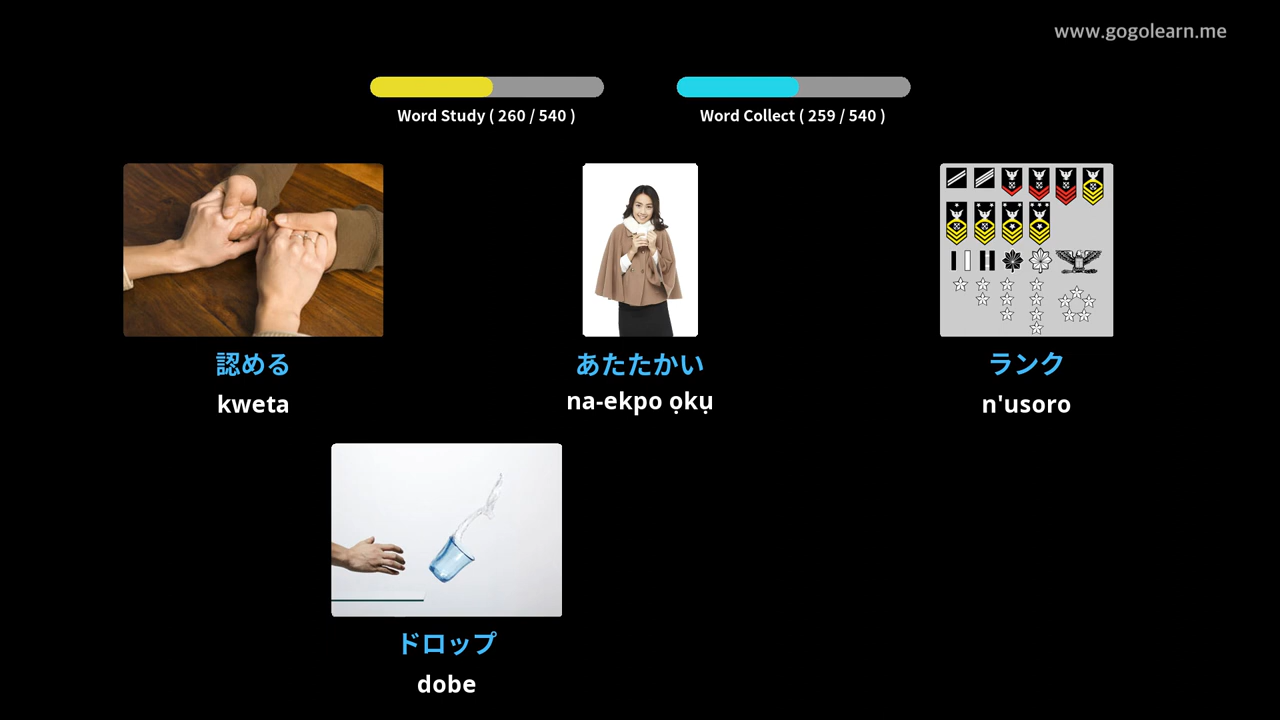 www.gogolearn.me
Word Study ( 260 / 540 )
Word Collect ( 259 / 540 )
認める
kweta
あたたかい
na-ekpo ọkụ
ランク
n'usoro
ドロップ
dobe